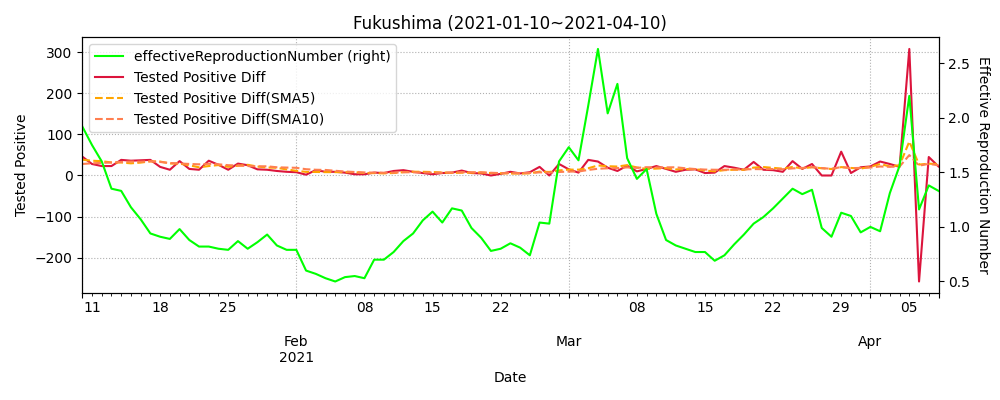 Fukushima (2021-01-10~2021-04-10)
effectiveReproductionNumber (right)
Tested Positive Diff
Tested Positive Diff(SMA5)
Tested Positive Diff(SMA10)
Tested Positive
300
200
100
0
−100
−200
Effective Reproduction Number
2.5
2.0
1.5
1.0
0.5
11 18 25 08 15 22 08 15 22 29 05
Feb Mar Apr
2021
Date